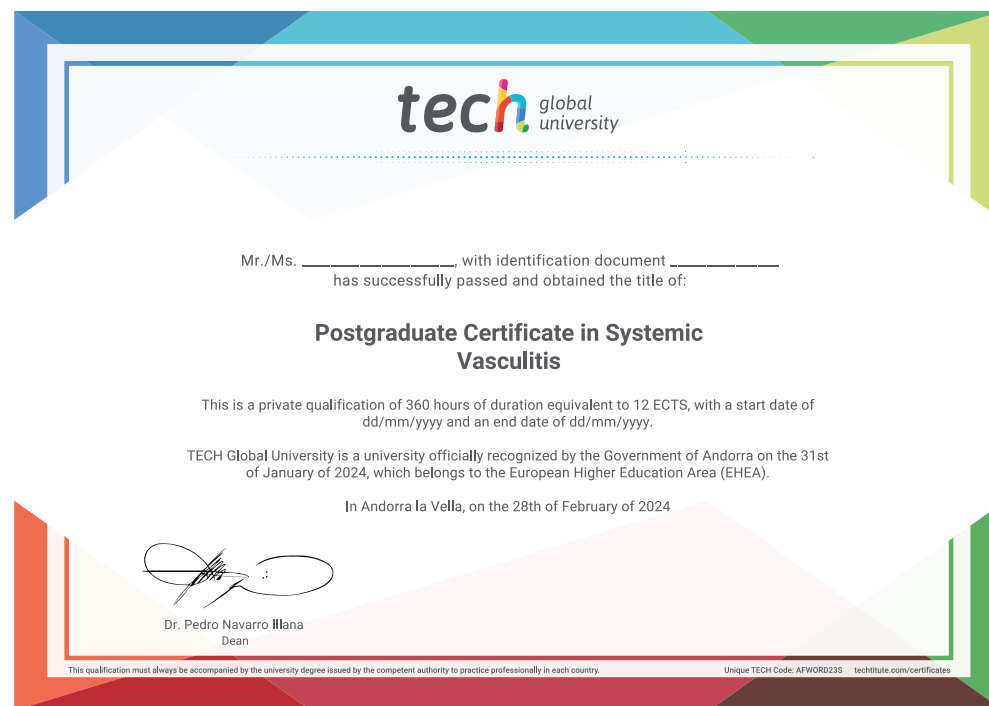 tech global
university
Mr./Ms. ____________________, with identification document ______________
has successfully passed and obtained the title of:
Postgraduate Certificate in Systemic
Vasculitis
This is a private qualification of 360 hours of duration equivalent to 12 ECTS, with a start date of
dd/mm/yyyy and an end date of dd/mm/yyyy.
TECH Global University is a university officially recognized by the Government of Andorra on the 31st
of January of 2024, which belongs to the European Higher Education Area (EHEA).
In Andorra la Vella, on the 28th of February of 2024
Dr. Pedro Navarro Illana
Dean
This qualification must always be accompanied by the university degree issued by the competent authority to practice professionally in each country. Unique TECH Code: AFWORD23S techtitute.com/certificates